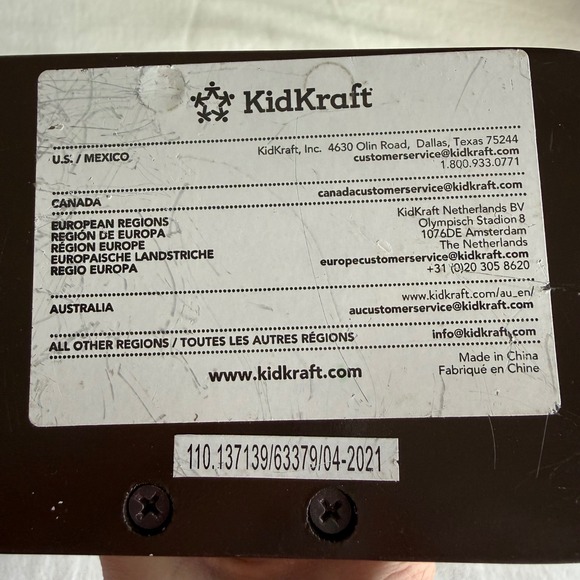 KidKraft
U.S. / MEXICO
KidKraft, Inc. 4630 Olin Road, Dallas, Texas 75244
customerservice@kidkraft.com
1.800.933.0771
CANADA
canadacustomerservice@kidkraft.com
EUROPEAN REGIONS
REGIÓN DE EUROPA
RÉGION EUROPE
EUROPAISCHE LANDSTRICHE
REGIO EUROPA
KidKraft Netherlands BV
Olympisch Stadion 8
1076DE Amsterdam
The Netherlands
europecustomerservice@kidkraft.com
+31 (0)20 305 8620
AUSTRALIA
www.kidkraft.com/au_en/
aucustomerservice@kidkraft.com
ALL OTHER REGIONS / TOUTES LES AUTRES RÉGIONS
info@kidkraft.com
www.kidkraft.com
Made in China
Fabriqué en Chine
110.137139/63379/04-2021